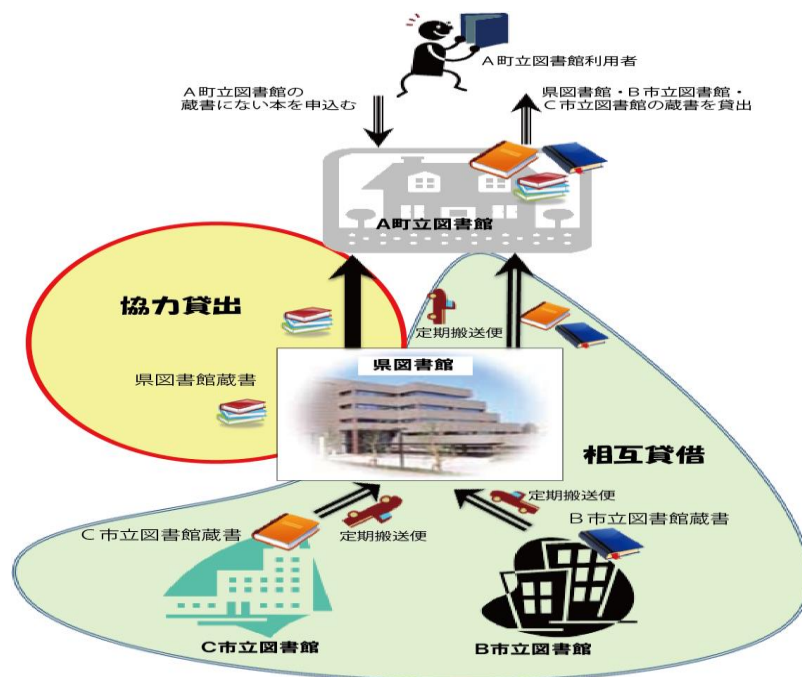 A町立図書館利用者
A町立図書館の
蔵書にない本を申込む
県図書館・B市立図書館・
C市立図書館の蔵書を貸出
A町立図書館
協力貸出
定期搬送便
県図書館
県図書館蔵書
相互貸借
定期搬送便
B市立図書館蔵書
C市立図書館蔵書
定期搬送便
C市立図書館
B市立図書館